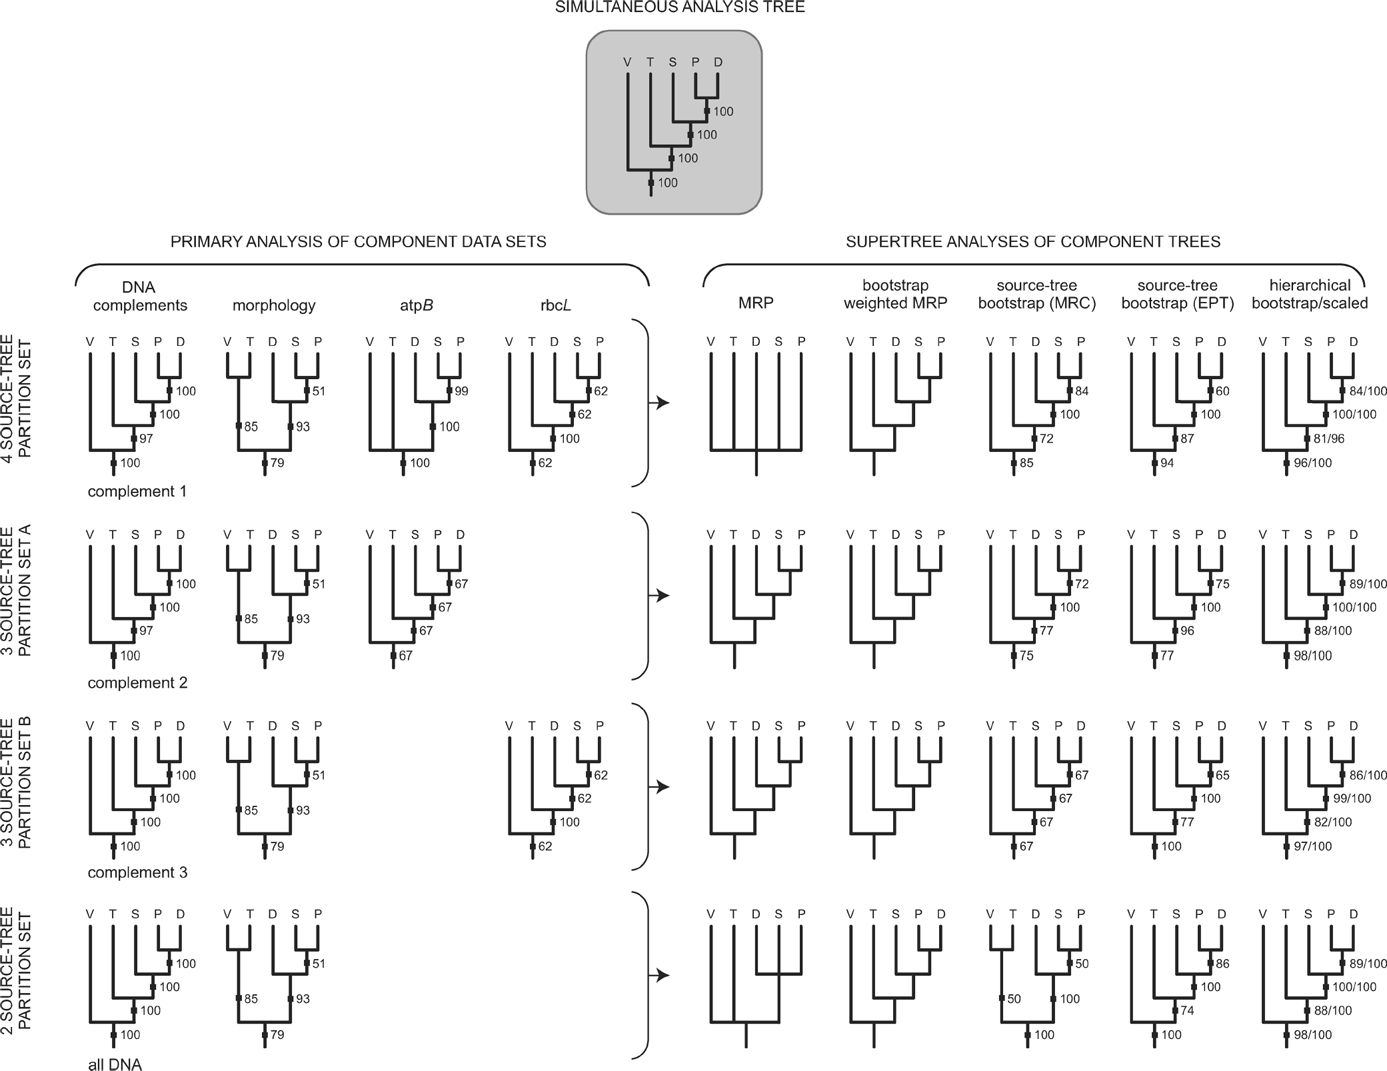 SIMULTANEOUS ANALYSIS TREE
V T S P D
100
100
100
100
PRIMARY ANALYSIS OF COMPONENT DATA SETS
SUPERTREE ANALYSES OF COMPONENT TREES
DNA
complements
morphology
atpB
rbcL
MRP
bootstrap
weighted MRP
source-tree
bootstrap (MRC)
source-tree
bootstrap (EPT)
hierarchical
bootstrap/scaled
4 SOURCE-TREE
PARTITION SET
V T S P D
100
100
97
100
complement 1
V T D S P
51
85
93
79
V T D S P
99
100
100
V T D S P
62
62
100
62
V T D S P
V T D S P
V T D S P
84
100
72
85
V T S P D
60
100
87
94
V T S P D
84/100
100/100
81/96
96/100
3 SOURCE-TREE
PARTITION SET A
V T S P D
100
100
97
100
complement 2
V T D S P
51
85
93
79
V T S P D
67
67
67
67
V T D S P
V T D S P
V T D S P
72
100
77
75
V T S P D
75
100
96
77
V T S P D
89/100
100/100
88/100
98/100
3 SOURCE-TREE
PARTITION SET B
V T S P D
100
100
100
100
complement 3
V T D S P
51
85
93
79
V T D S P
62
62
100
62
V T D S P
V T D S P
V T S P D
67
67
67
67
V T S P D
65
100
77
100
V T S P D
86/100
99/100
82/100
97/100
2 SOURCE-TREE
PARTITION SET
V T S P D
100
100
100
100
all DNA
V T D S P
51
85
93
79
V T D S P
V T S P D
V T D S P
50
50
100
100
V T S P D
86
100
74
100
V T S P D
89/100
100/100
88/100
98/100